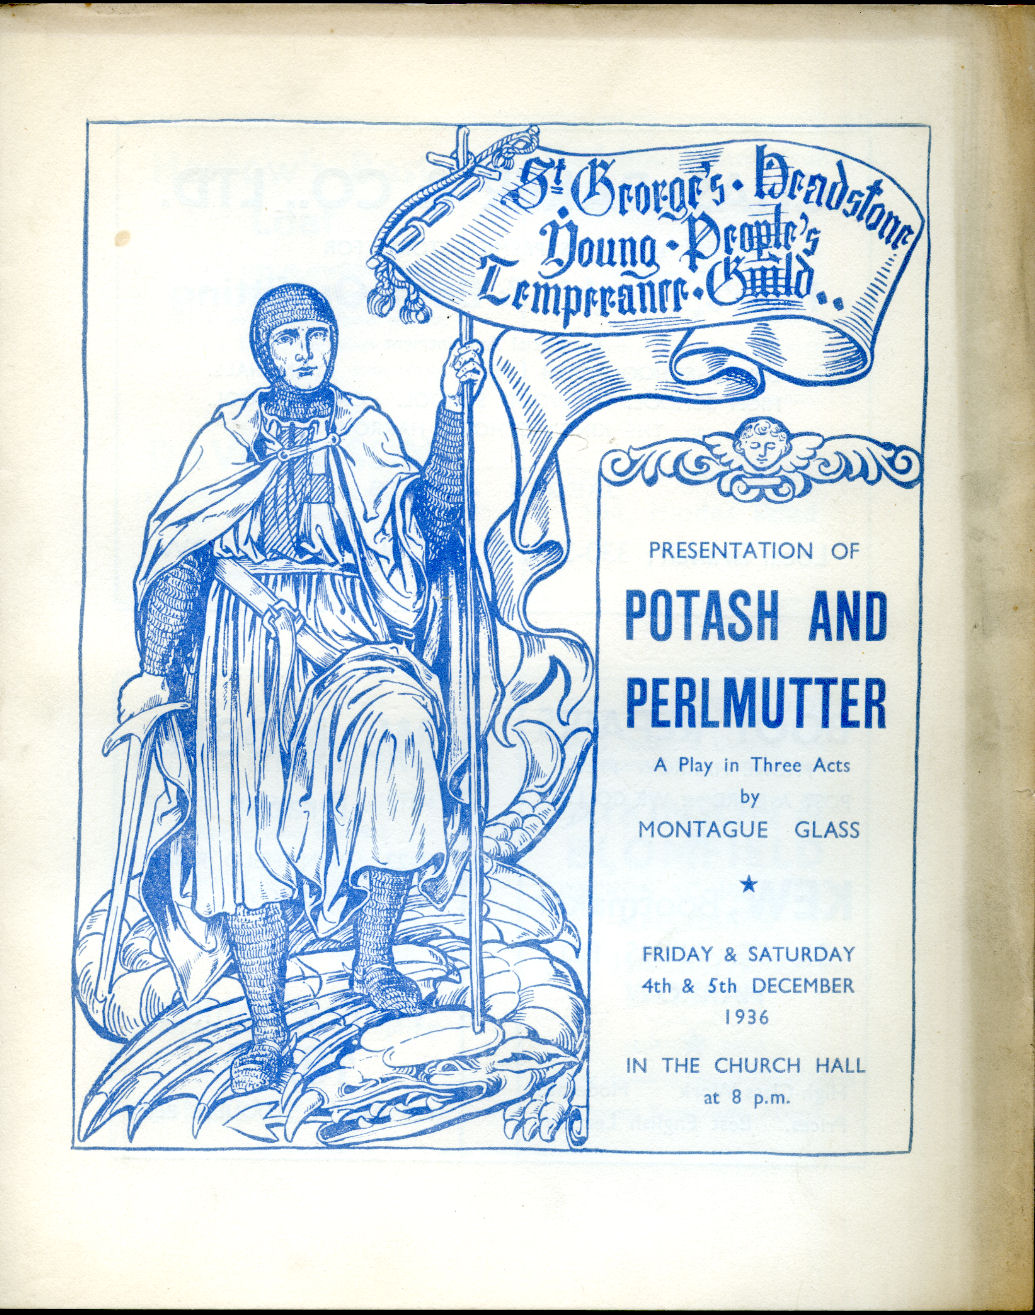 St George's · Headstone
Young · People's
Temperance · Guild..
PRESENTATION OF
POTASH AND
PERLMUTTER
A Play in Three Acts
by
MONTAGUE GLASS
★
FRIDAY & SATURDAY
4th & 5th DECEMBER
1936
IN THE CHURCH HALL
at 8 p.m.